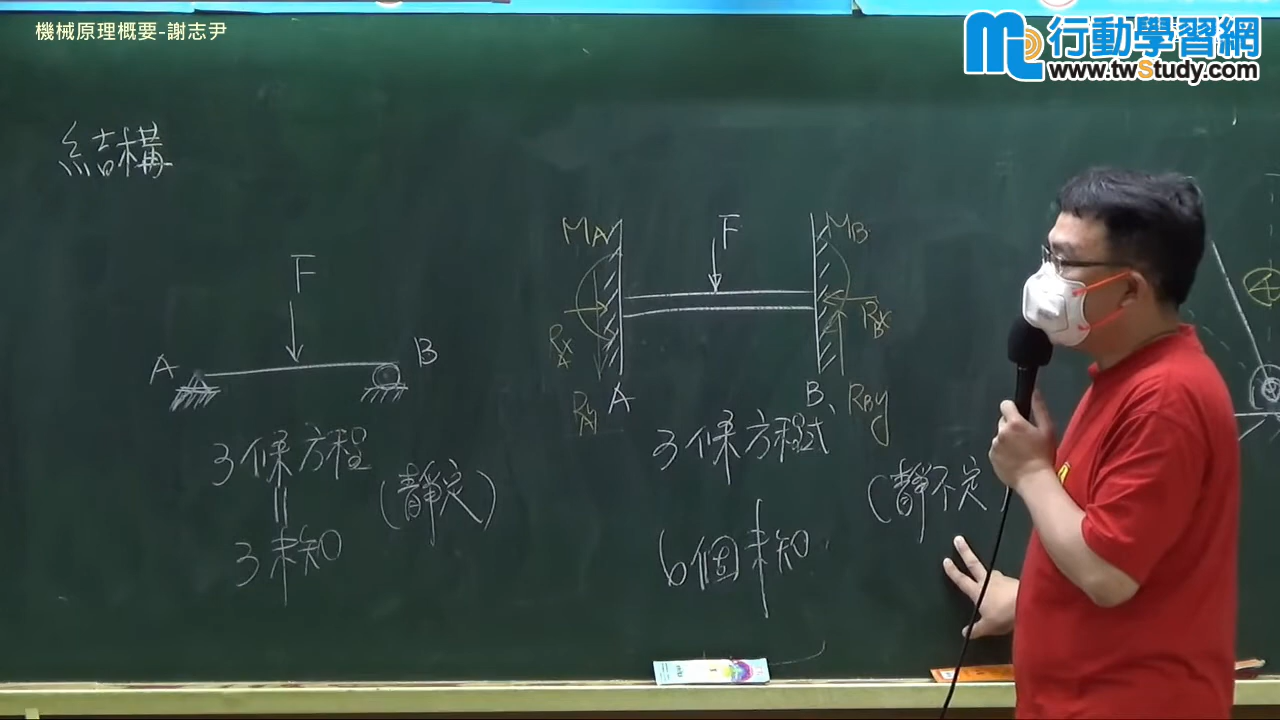 機械原理概要-謝志尹
行動學習網
www.twStudy.com
結構
F
A
B
3條方程
=
3未知
(靜定)
MA
F
MB
RAx
RBx
RAy
A
B
RBy
3條方程式
6個未知
(靜不定)